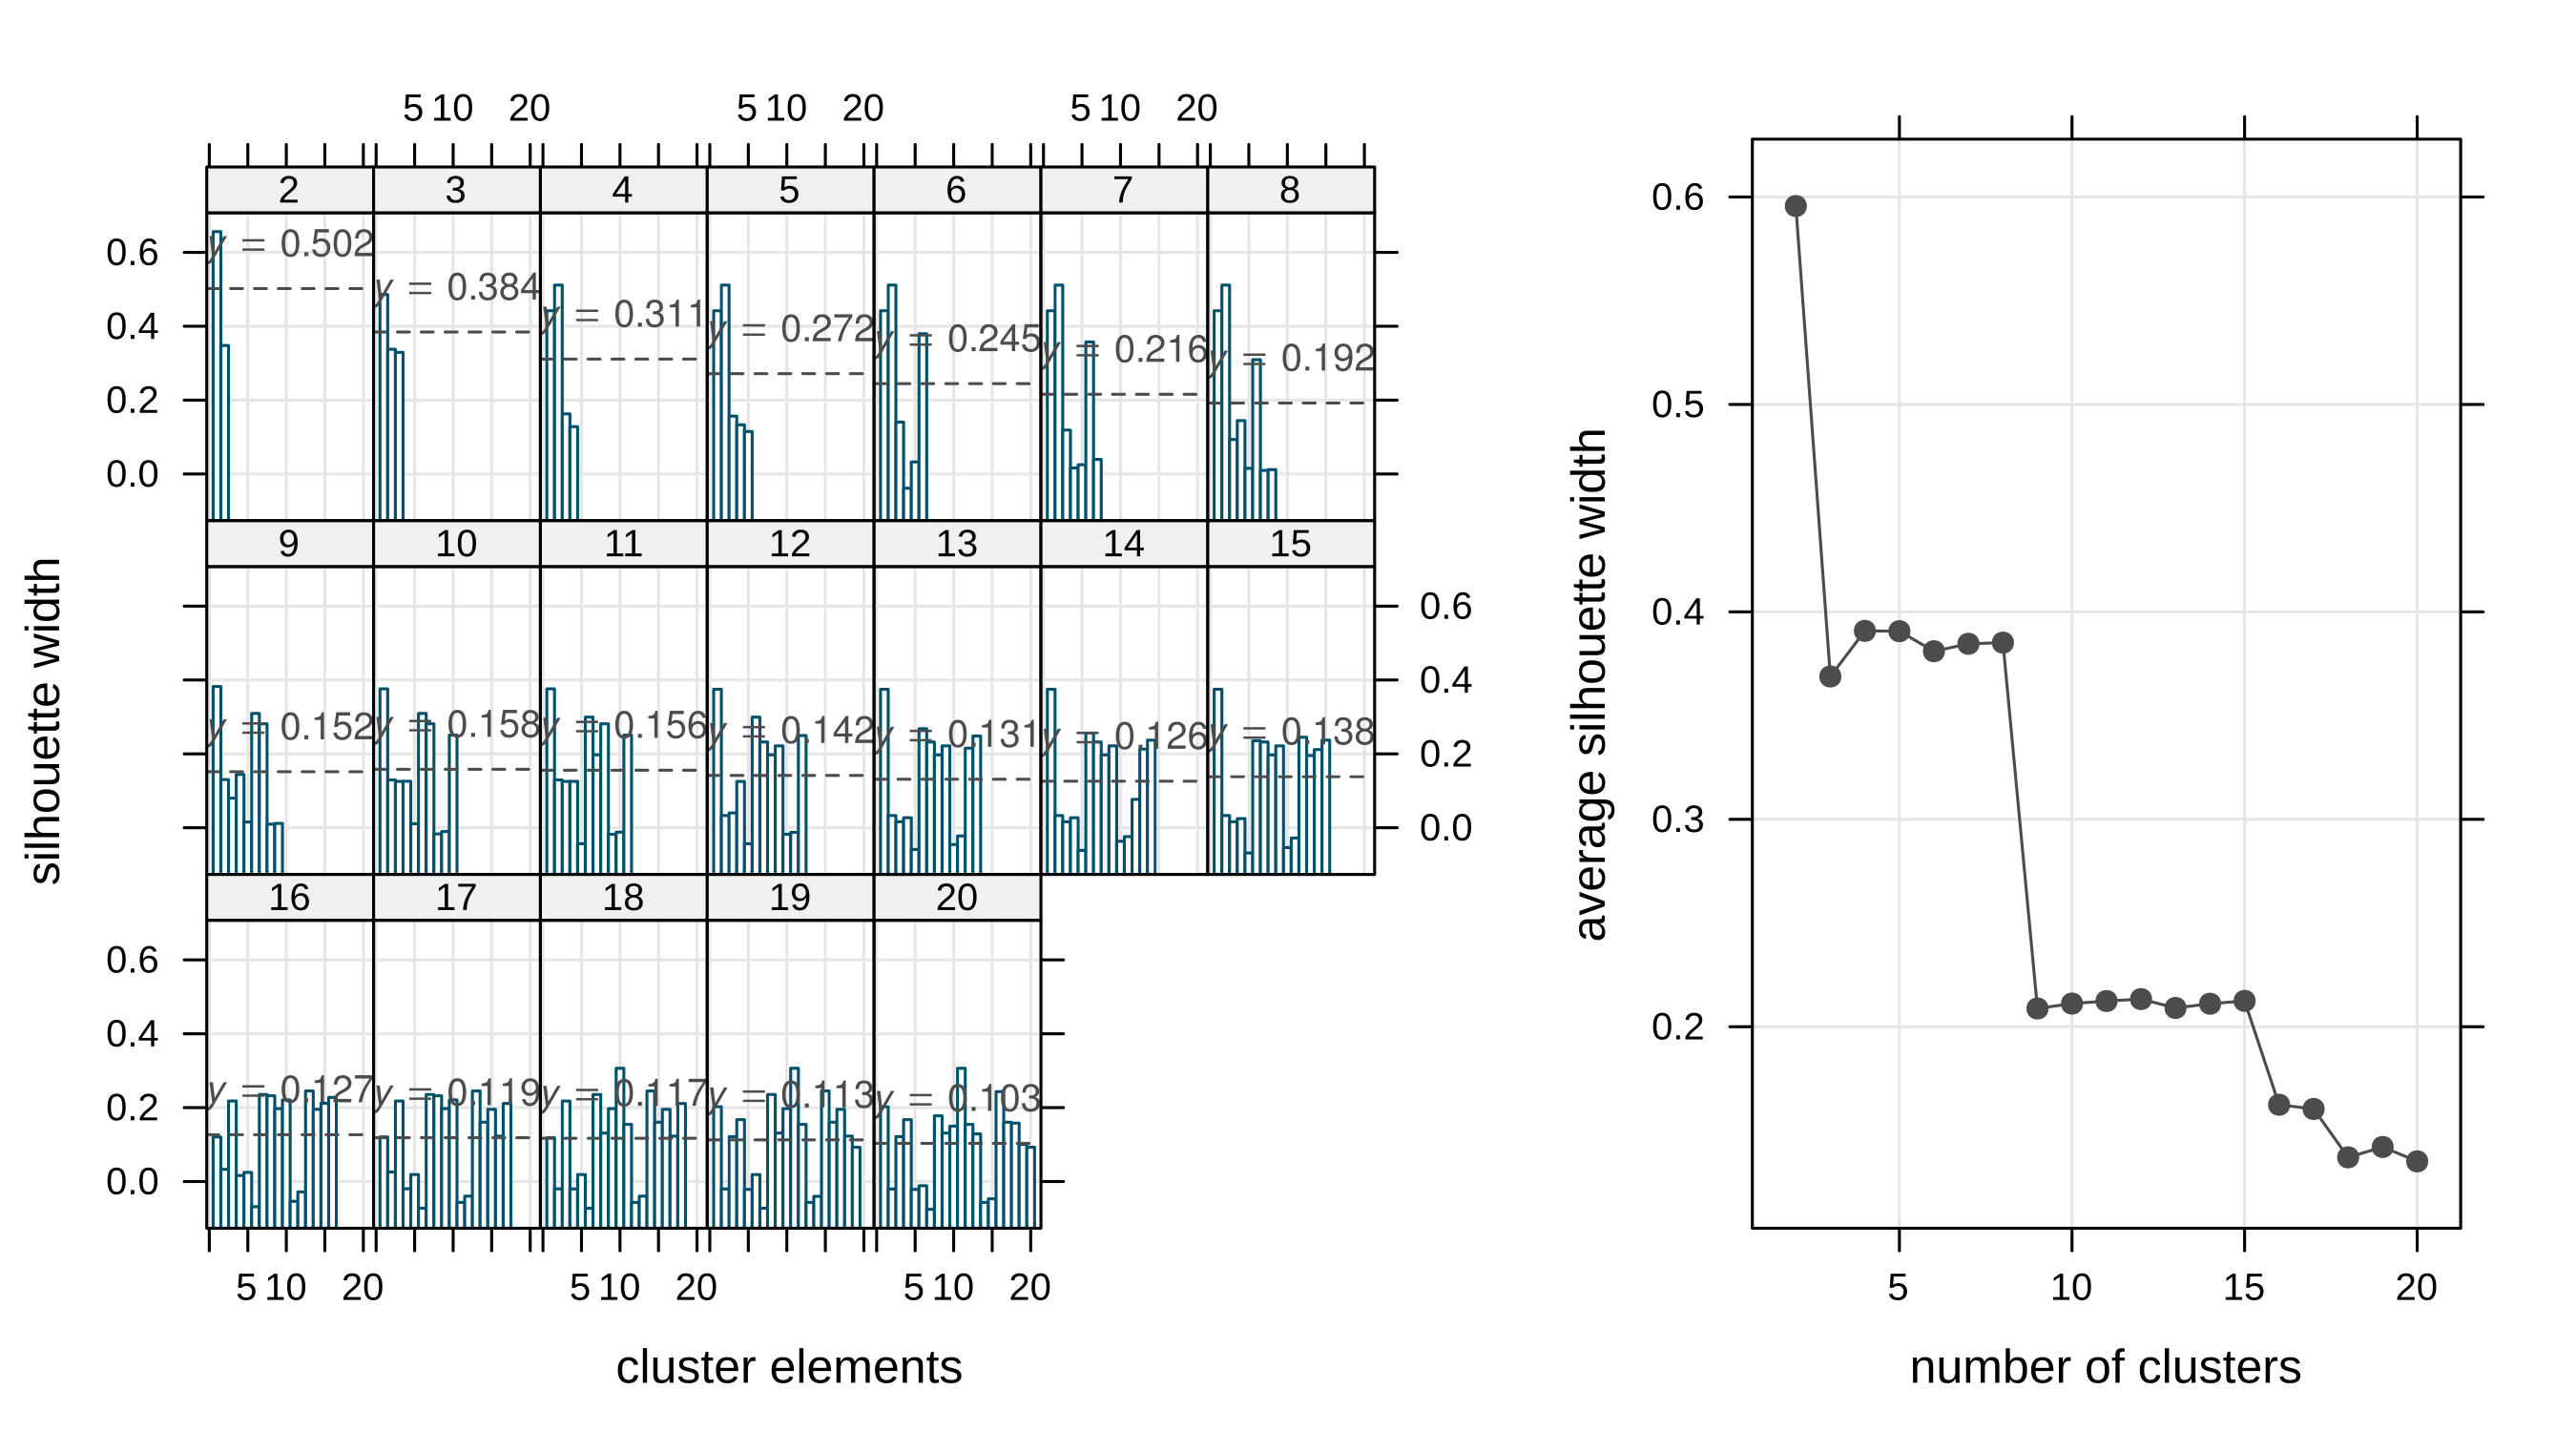 5 10 20 5 10 20 5 10 20
2 3 4 5 6 7 8
0.6
0.4
0.2
0.0
y = 0.502
y = 0.384
y = 0.311
y = 0.272
y = 0.245
y = 0.216
y = 0.192
9 10 11 12 13 14 15
0.6
0.4
0.2
0.0
y = 0.152
y = 0.158
y = 0.156
y = 0.142
y = 0.131
y = 0.126
y = 0.138
16 17 18 19 20
0.6
0.4
0.2
0.0
y = 0.127
y = 0.119
y = 0.117
y = 0.113
y = 0.103
5 10 20 5 10 20 5 10 20
silhouette width
cluster elements
0.6
0.5
0.4
0.3
0.2
5 10 15 20
average silhouette width
number of clusters